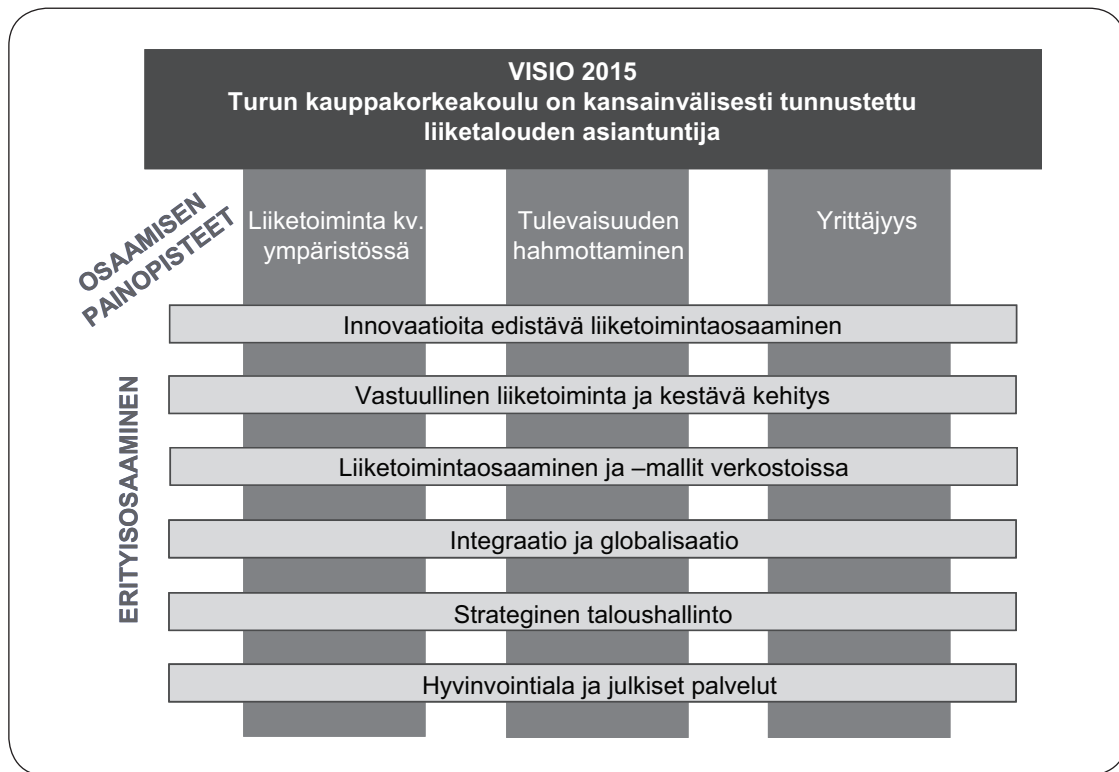 VISIO 2015
Turun kauppakorkeakoulu on kansainvälisesti tunnustettu
liiketalouden asiantuntija
OSAAMISEN
PAINOPISTEET
Liiketoiminta kv.
ympäristössä
Tulevaisuuden
hahmottaminen
Yrittäjyys
ERITYISOSAAMINEN
Innovaatioita edistävä liiketoimintaosaaminen
Vastuullinen liiketoiminta ja kestävä kehitys
Liiketoimintaosaaminen ja –mallit verkostoissa
Integraatio ja globalisaatio
Strateginen taloushallinto
Hyvinvointiala ja julkiset palvelut